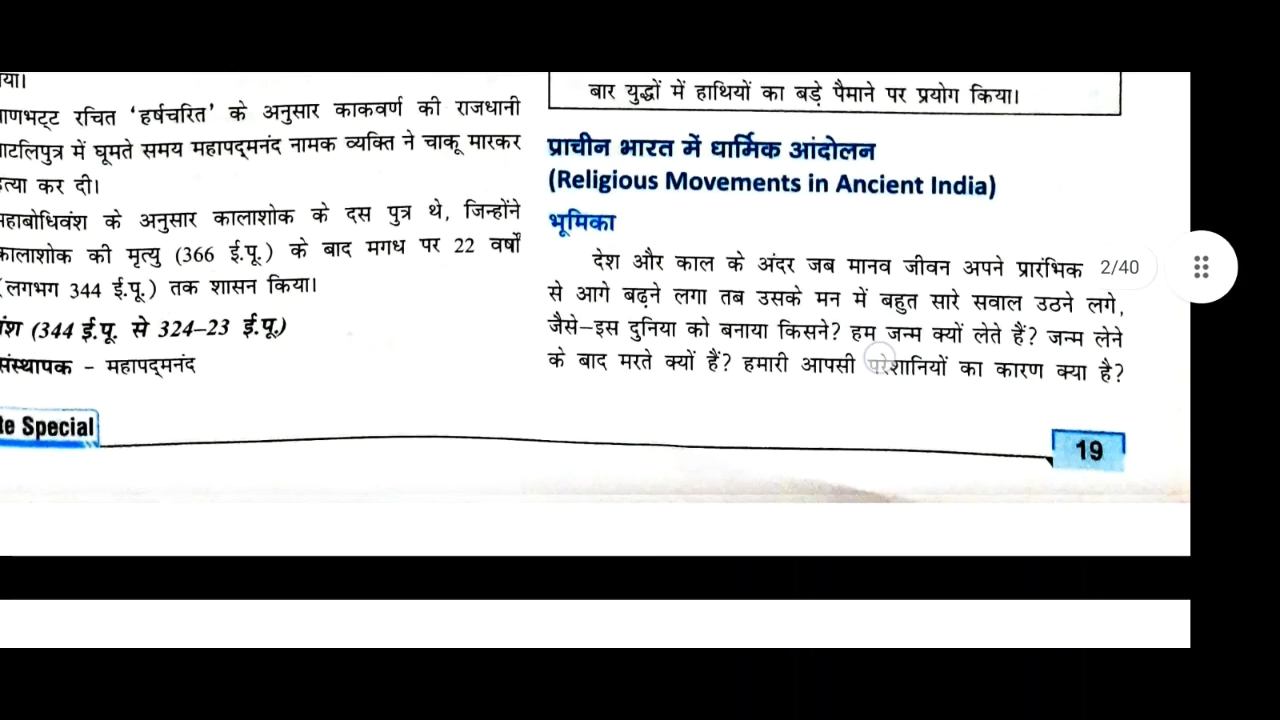 बाणभट्ट रचित 'हर्षचरित' के अनुसार काकवर्ण की राजधानी
में घूमते समय महापद्मनंद नामक व्यक्ति ने चाकू मारकर
कर दी।
के अनुसार कालाशोक के दस पुत्र थे, जिन्होंने
कालाशोक की मृत्यु (366 ई.पू.) के बाद मगध पर 22 वर्षों
(लगभग 344 ई.पू.) तक शासन किया।
(344 ई.पू. से 324–23 ई.पू.)
संस्थापक – महापद्मनंद
बार युद्धों में हाथियों का बड़े पैमाने पर प्रयोग किया।
प्राचीन भारत में धार्मिक आंदोलन
(Religious Movements in Ancient India)
भूमिका
देश और काल के अंदर जब मानव जीवन अपने प्रारंभिक
से आगे बढ़ने लगा तब उसके मन में बहुत सारे सवाल उठने लगे,
जैसे–इस दुनिया को बनाया किसने? हम जन्म क्यों लेते हैं? जन्म लेने
के बाद मरते क्यों हैं? हमारी आपसी परेशानियों का कारण क्या है?
2/40
Special
19